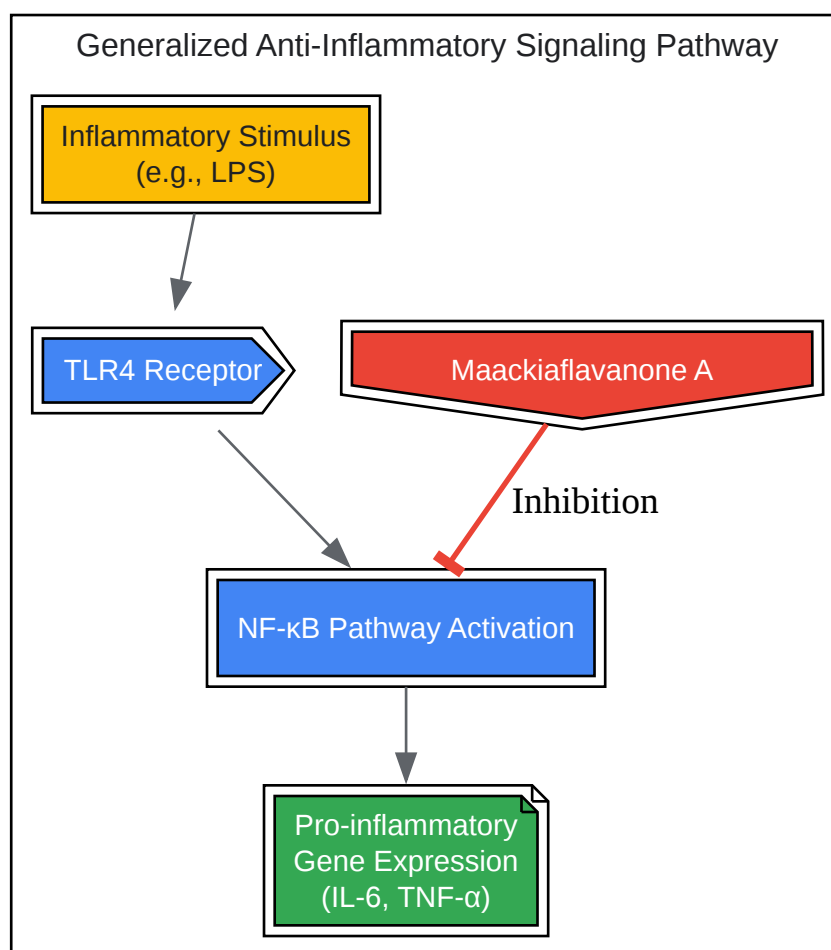 Generalized Anti-Inflammatory Signaling Pathway
Inflammatory Stimulus
(e.g., LPS)
TLR4 Receptor
Maackiaflavanone A
Inhibition
NF-κB Pathway Activation
Pro-inflammatory
Gene Expression
(IL-6, TNF-α)